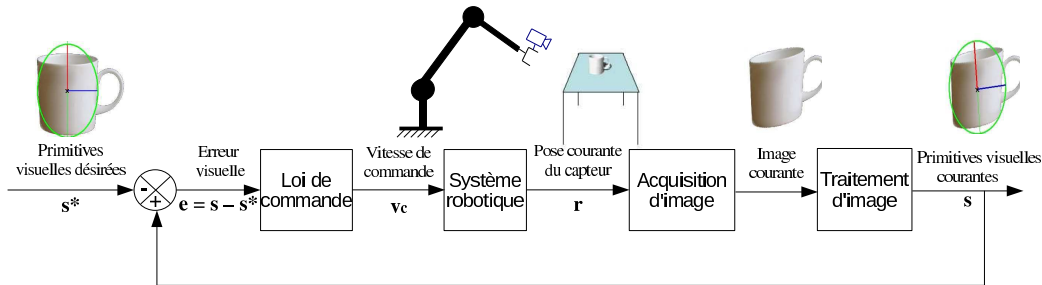 Primitives
visuelles désirées
s*
-
+
Erreur
visuelle
e = s – s*
Loi de
commande
Vitesse de
commande
vc
Système
robotique
Pose courante
du capteur
r
Acquisition
d'image
Image
courante
Traitement
d'image
Primitives visuelles
courantes
s